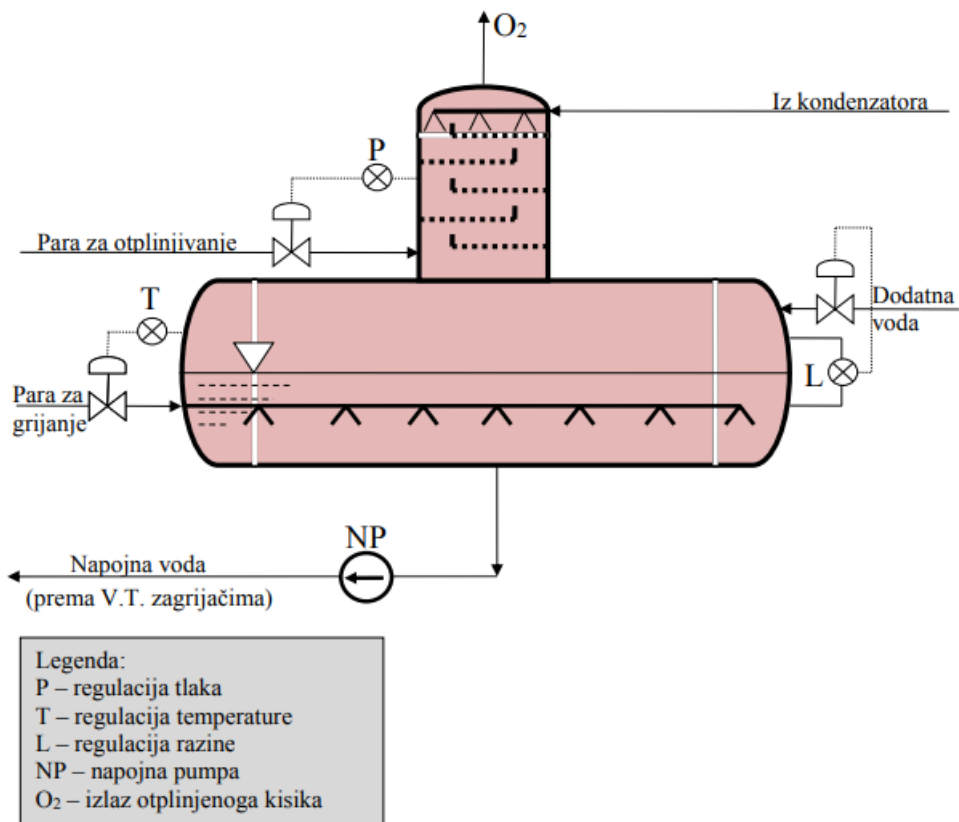 O₂
Iz kondenzatora
P
Para za otplinjivanje
T
Dodatna
voda
L
Para za
grijanje
NP
Napojna voda
(prema V.T. zagrijačima)
Legenda:
P – regulacija tlaka
T – regulacija temperature
L – regulacija razine
NP – napojna pumpa
O₂ – izlaz otplinjenoga kisika